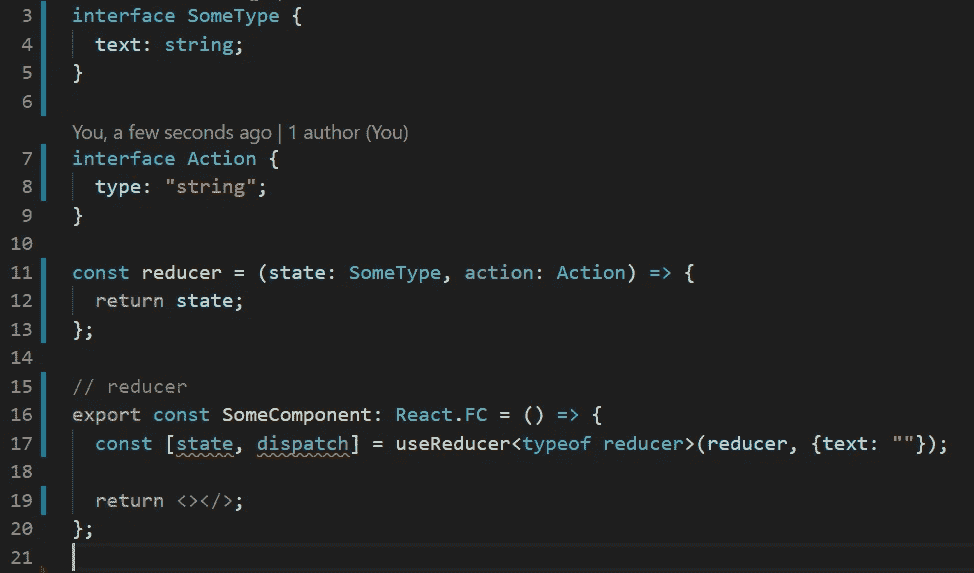 3 interface SomeType {
4 text: string;
5 }
6
You, a few seconds ago | 1 author (You)
7 interface Action {
8 type: "string";
9 }
10
11 const reducer = (state: SomeType, action: Action) => {
12 return state;
13 };
14
15 // reducer
16 export const SomeComponent: React.FC = () => {
17 const [state, dispatch] = useReducer<typeof reducer>(reducer, {text: ""});
18
19 return <></>;
20 };
21